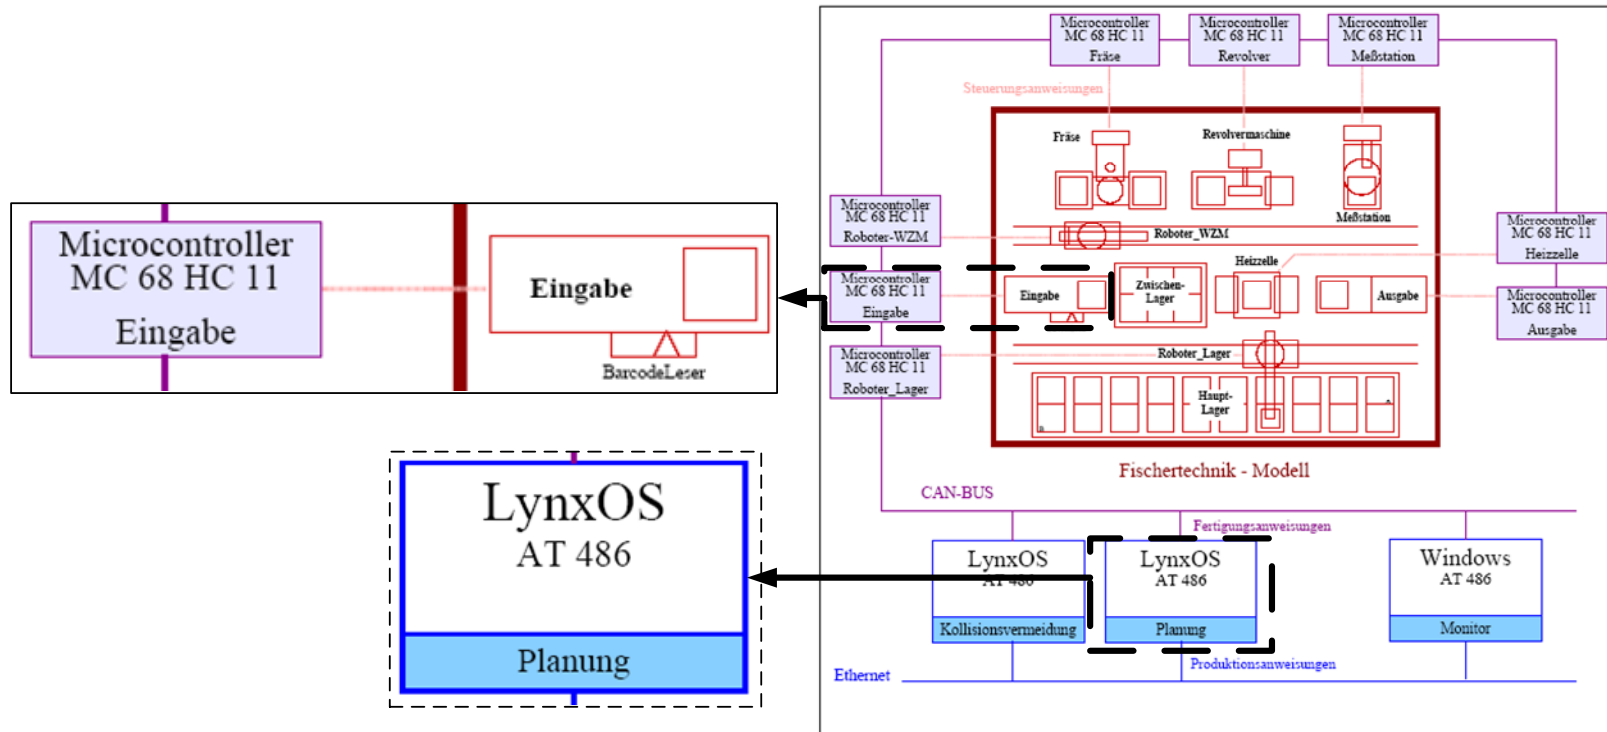 Microcontroller
MC 68 HC 11
Eingabe
Eingabe
BarcodeLeser
LynxOS
AT 486
Planung
Microcontroller
MC 68 HC 11
Fräse
Microcontroller
MC 68 HC 11
Revolver
Microcontroller
MC 68 HC 11
Meßstation
Steuerungsanweisungen
Fräse
Revolvermaschine
Meßstation
Microcontroller
MC 68 HC 11
Roboter-WZM
Roboter_WZM
Microcontroller
MC 68 HC 11
Heizzelle
Microcontroller
MC 68 HC 11
Eingabe
Eingabe
Zwischen-
Lager
Heizzelle
Ausgabe
Microcontroller
MC 68 HC 11
Ausgabe
Microcontroller
MC 68 HC 11
Roboter_Lager
Roboter_Lager
Haupt-
Lager
Fischertechnik - Modell
CAN-BUS
Fertigungsanweisungen
LynxOS
AT 486
Kollisionsvermeidung
LynxOS
AT 486
Planung
Windows
AT 486
Monitor
Produktionsanweisungen
Ethernet